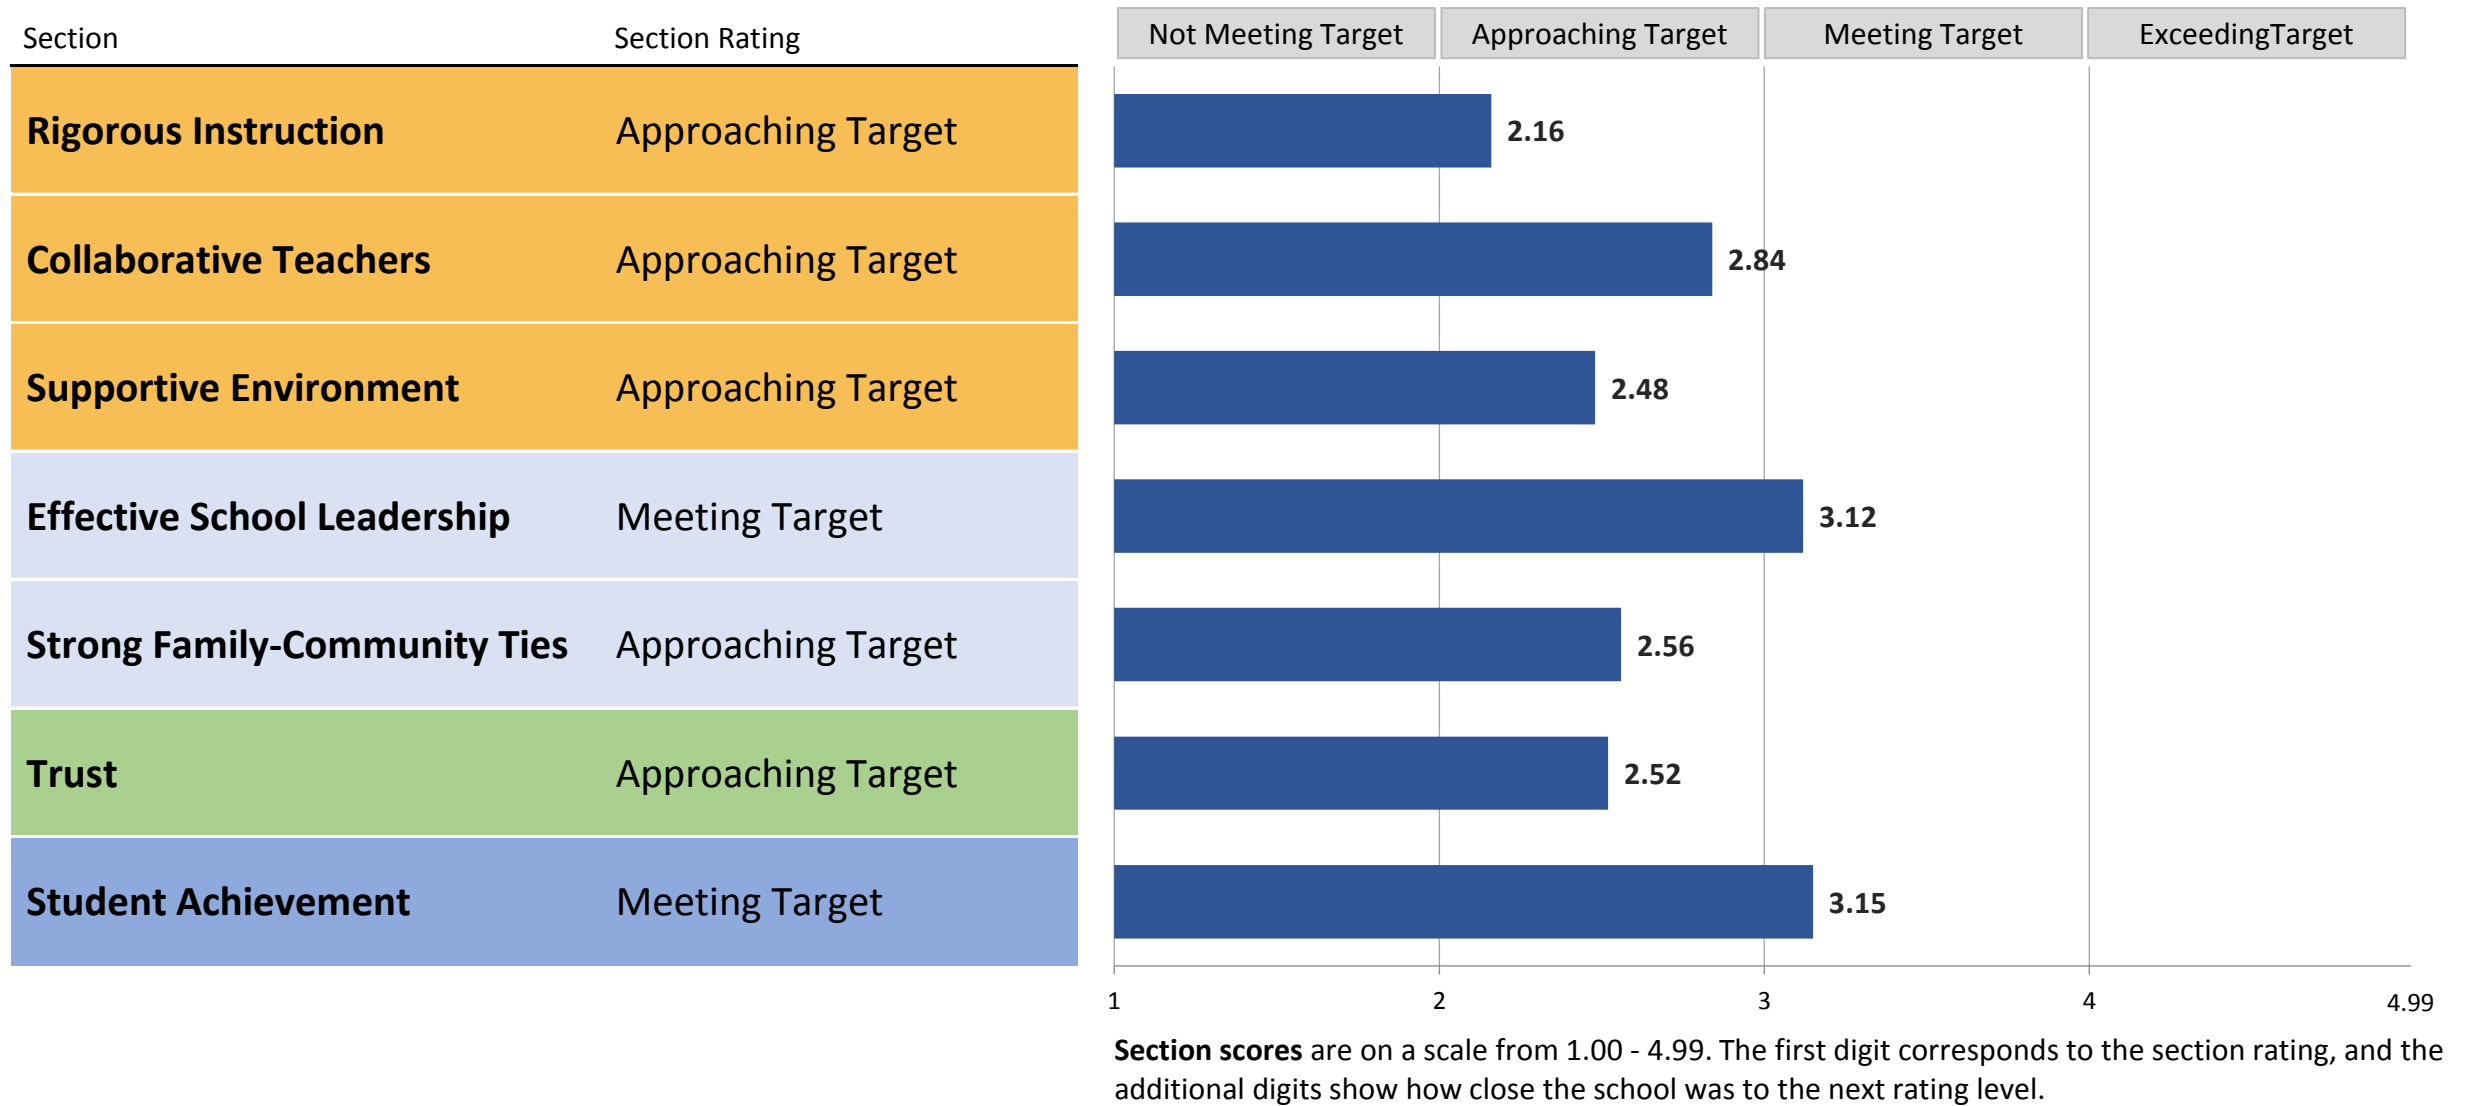 Section Section Rating Not Meeting Target Approaching Target Meeting Target ExceedingTarget
Rigorous Instruction Approaching Target 2.16
Collaborative Teachers Approaching Target 2.84
Supportive Environment Approaching Target 2.48
Effective School Leadership Meeting Target 3.12
Strong Family-Community Ties Approaching Target 2.56
Trust Approaching Target 2.52
Student Achievement Meeting Target 3.15
1 2 3 4 4.99
Section scores are on a scale from 1.00 - 4.99. The first digit corresponds to the section rating, and the
additional digits show how close the school was to the next rating level.